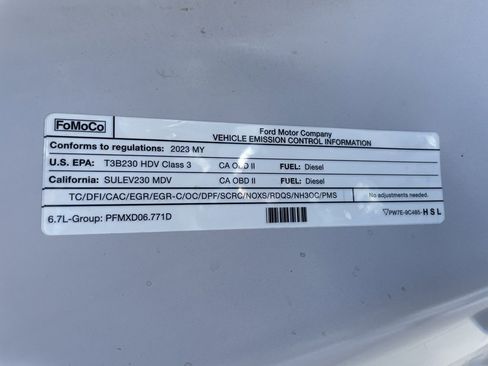 FoMoCo
Ford Motor Company
VEHICLE EMISSION CONTROL INFORMATION
Conforms to regulations: 2023 MY
U.S. EPA: T3B230 HDV Class 3 CA OBD II FUEL: Diesel
California: SULEV230 MDV CA OBD II FUEL: Diesel
TC/DFI/CAC/EGR/EGR-C/OC/DPF/SCRC/NOXS/RDQS/NH3OC/PMS No adjustments needed.
6.7L-Group: PFMXD06.771D PW7E-9C485- H S L